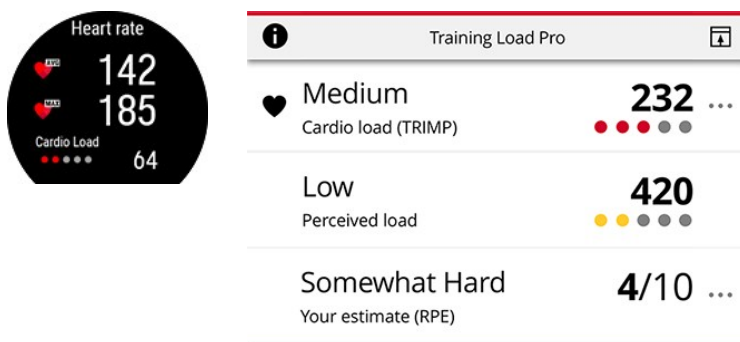 Heart rate
AVG 142
MAX 185
Cardio Load
64
Training Load Pro
Medium 232
Cardio load (TRIMP)
Low 420
Perceived load
Somewhat Hard 4/10
Your estimate (RPE)